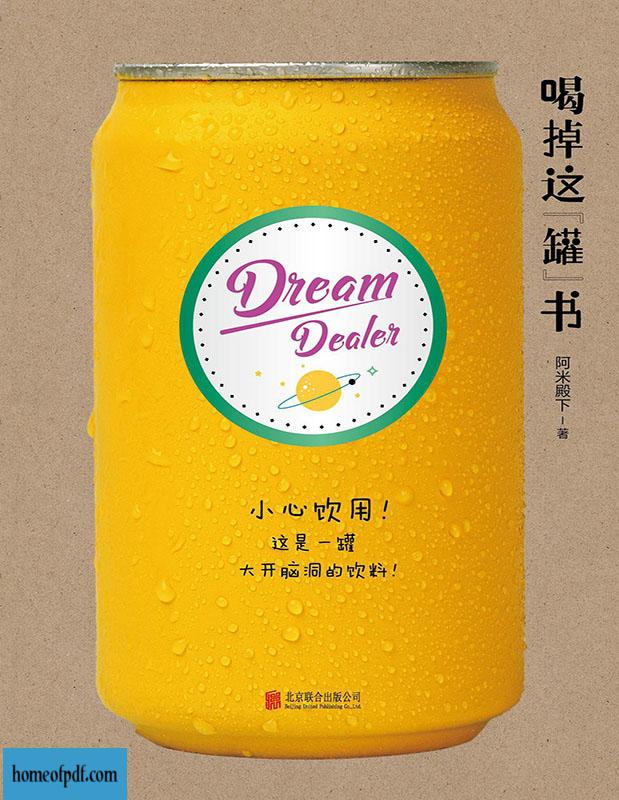 喝掉这『罐』书
阿米殿下—著
Dream
Dealer
小心饮用!
这是一罐
大开脑洞的饮料!
北京联合出版公司
Beijing United Publishing Co.,Ltd.
homeofpdf.com